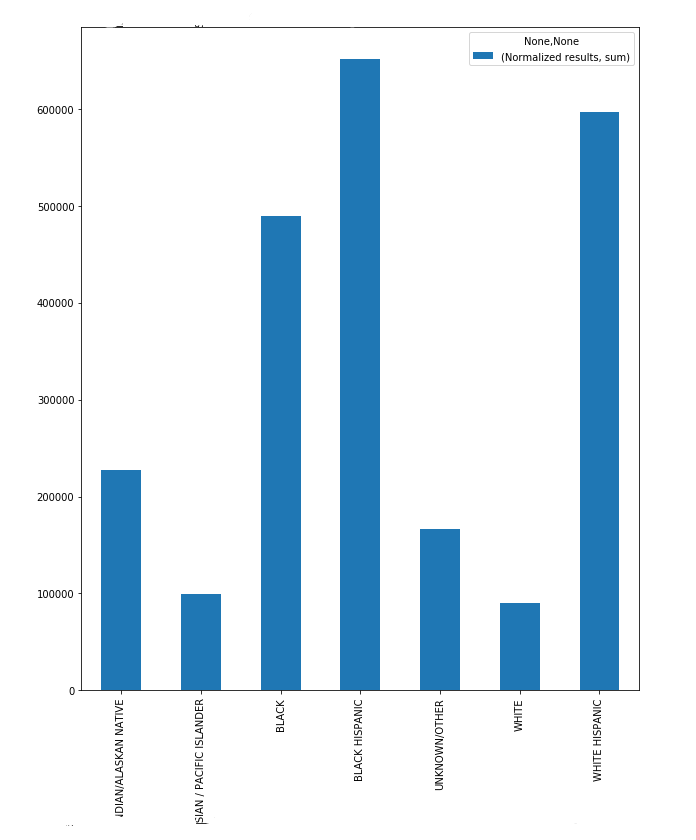 None,None
(Normalized results, sum)
600000
500000
400000
300000
200000
100000
0
NDIAN/ALASKAN NATIVE
SIAN / PACIFIC ISLANDER
BLACK
BLACK HISPANIC
UNKNOWN/OTHER
WHITE
WHITE HISPANIC